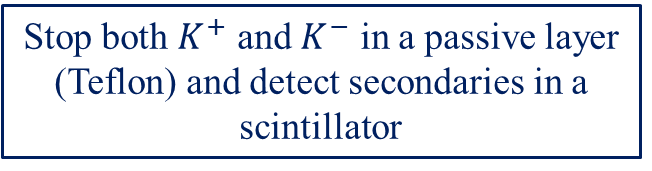 Stop both K⁺ and K⁻ in a passive layer
(Teflon) and detect secondaries in a
scintillator